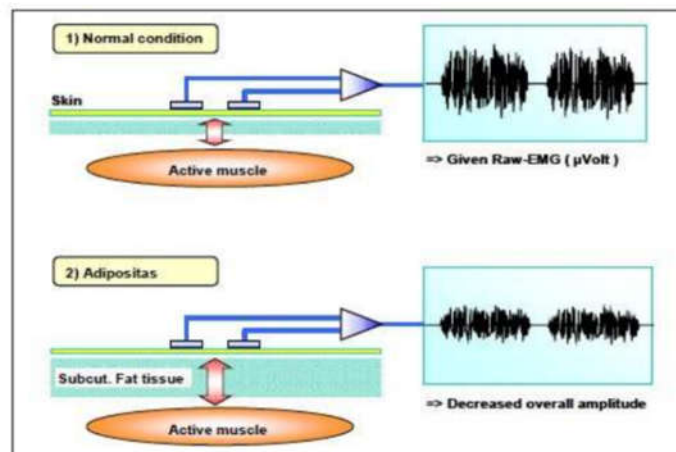 1) Normal condition
Skin
Active muscle
=> Given Raw-EMG ( µVolt )
2) Adipositas
Subcut. Fat tissue
Active muscle
=> Decreased overall amplitude